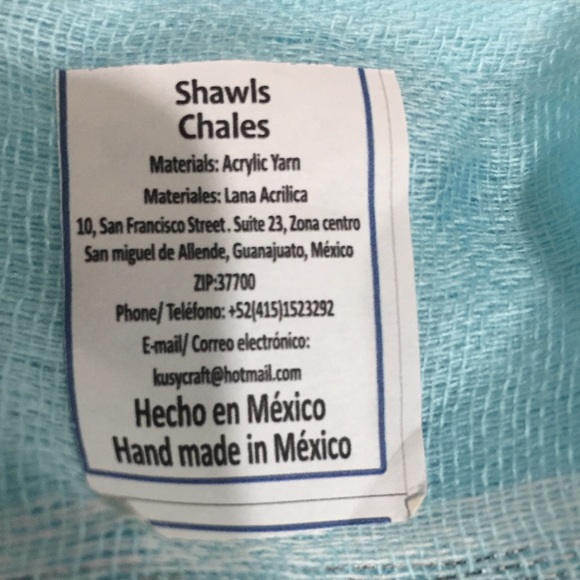 Shawls
Chales
Materials: Acrylic Yarn
Materiales: Lana Acrilica
10, San Francisco Street. Suite 23, Zona centro
San miguel de Allende, Guanajuato, México
ZIP:37700
Phone/ Teléfono: +52(415)1523292
E-mail/ Correo electrónico:
kusycraft@hotmail.com
Hecho en México
Hand made in México